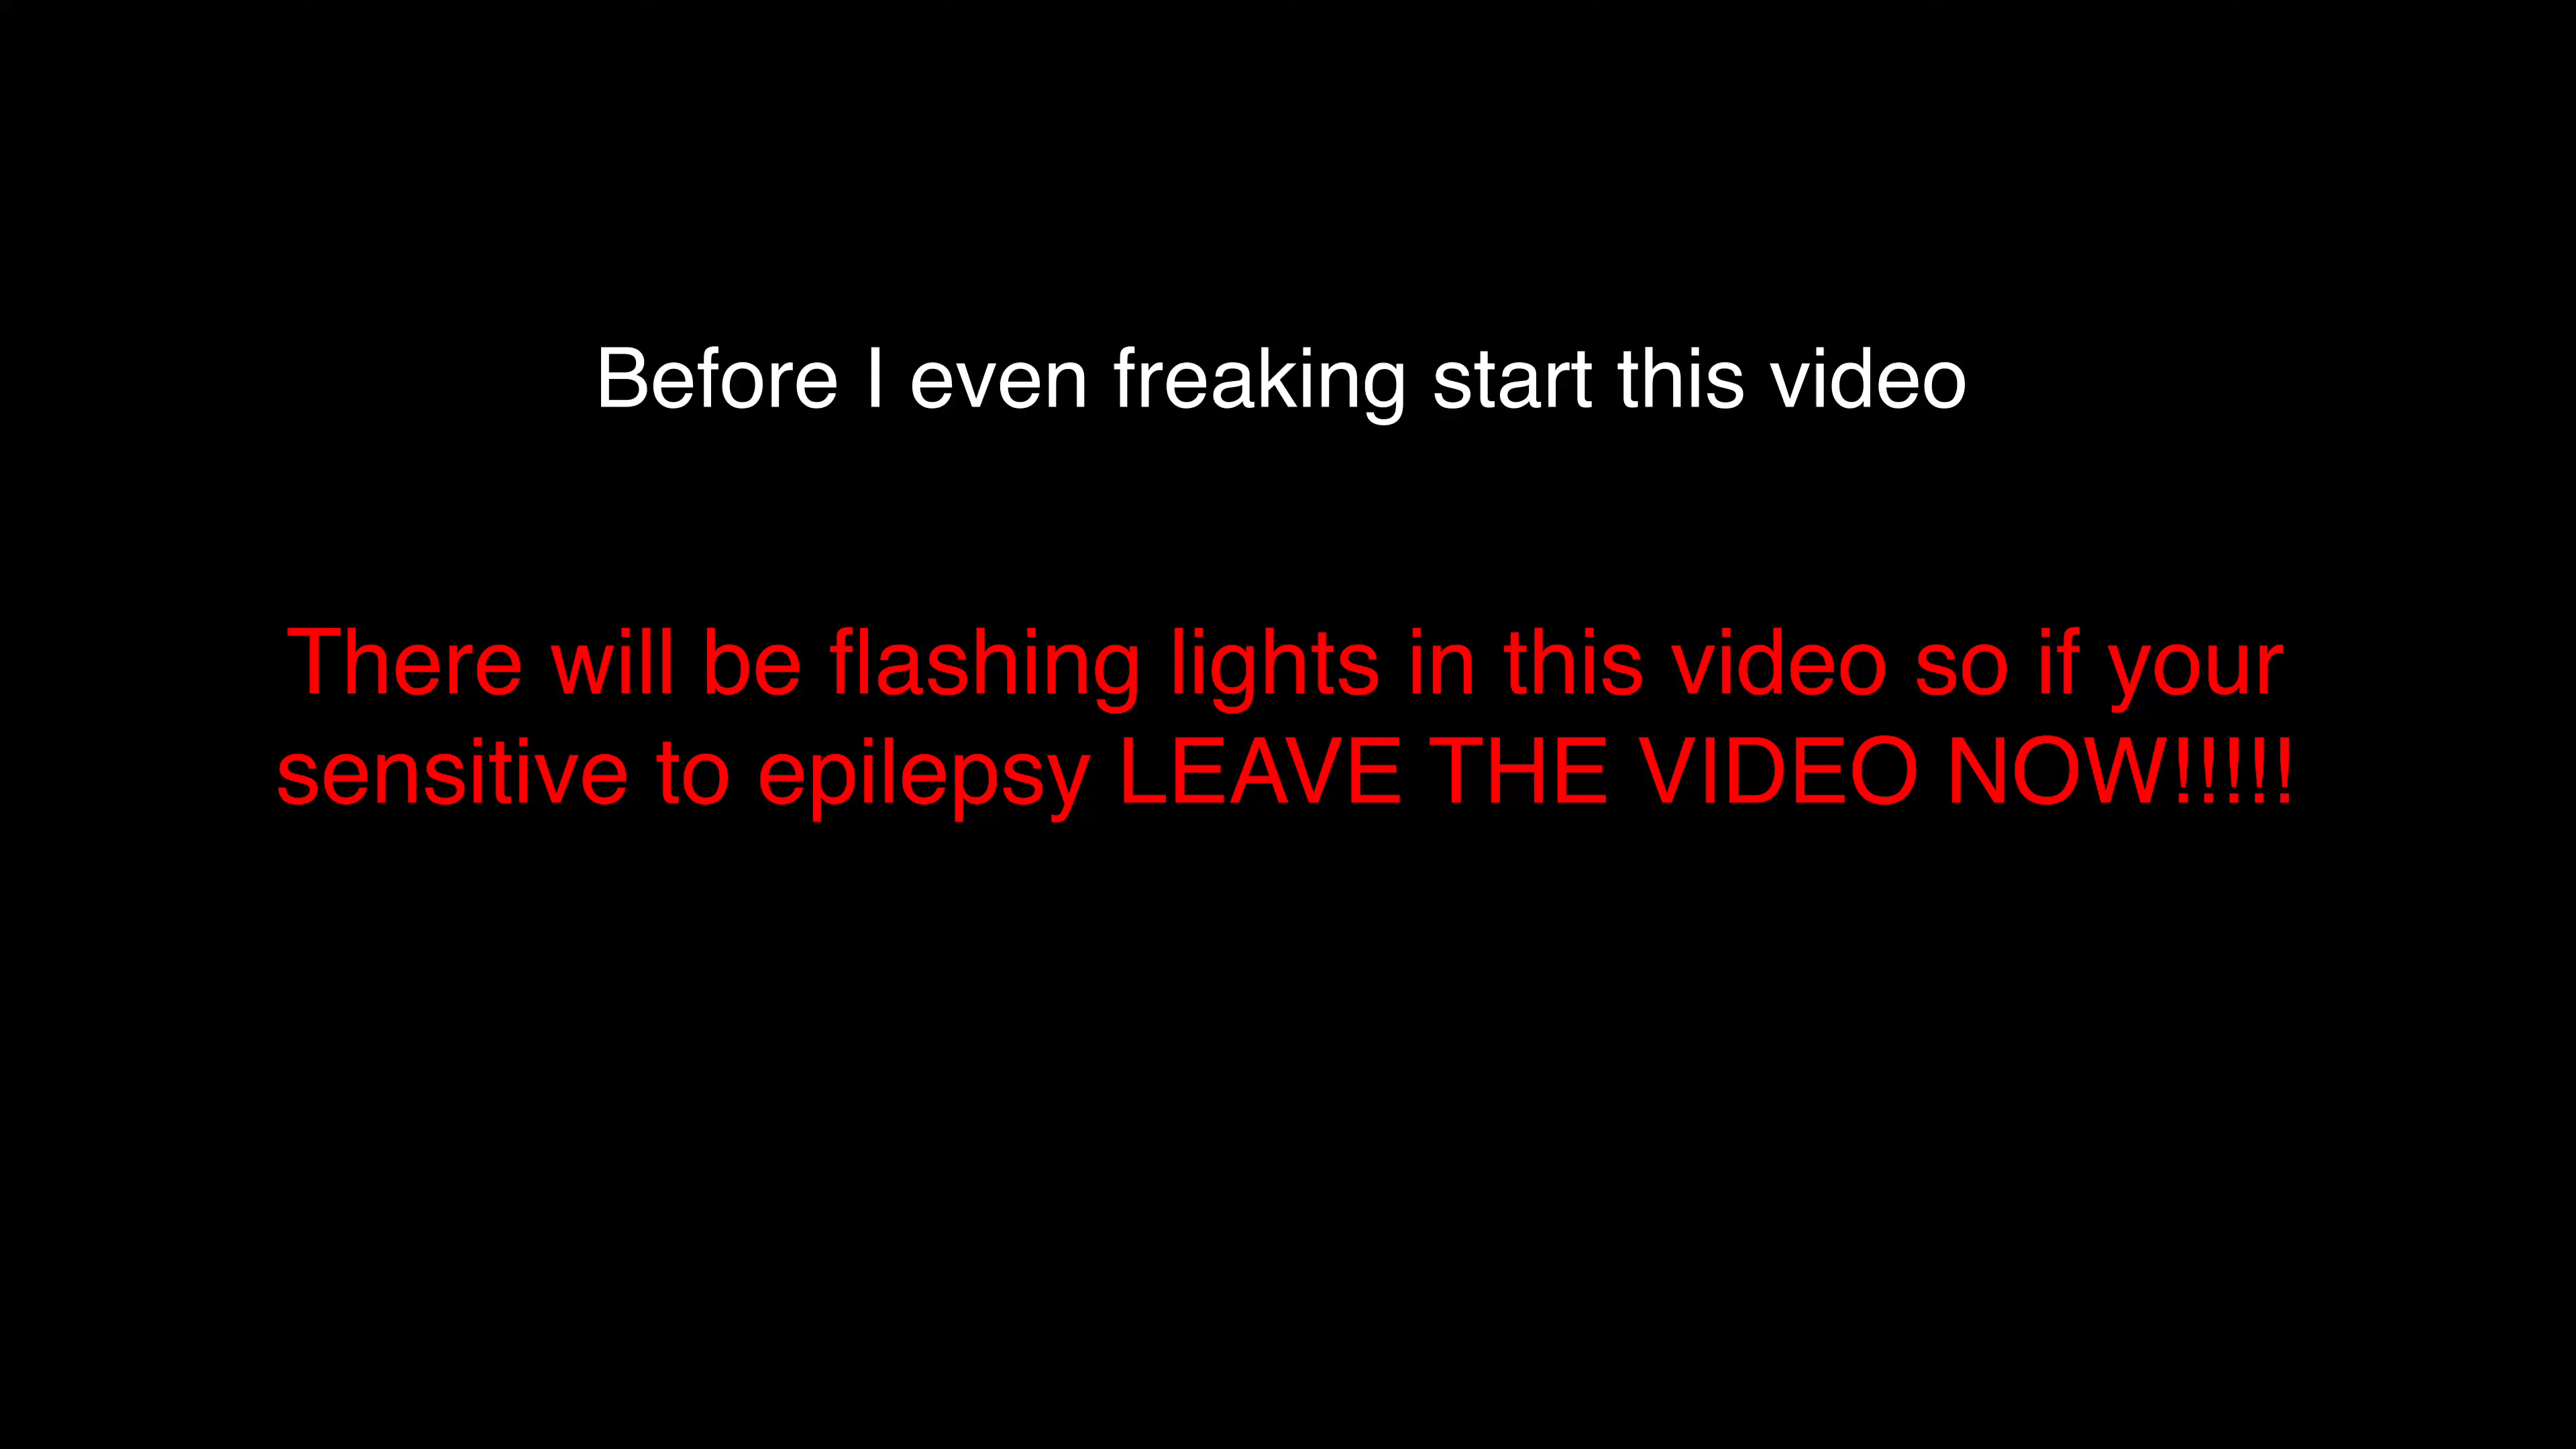 Before I even freaking start this video
There will be flashing lights in this video so if your
sensitive to epilepsy LEAVE THE VIDEO NOW!!!!!